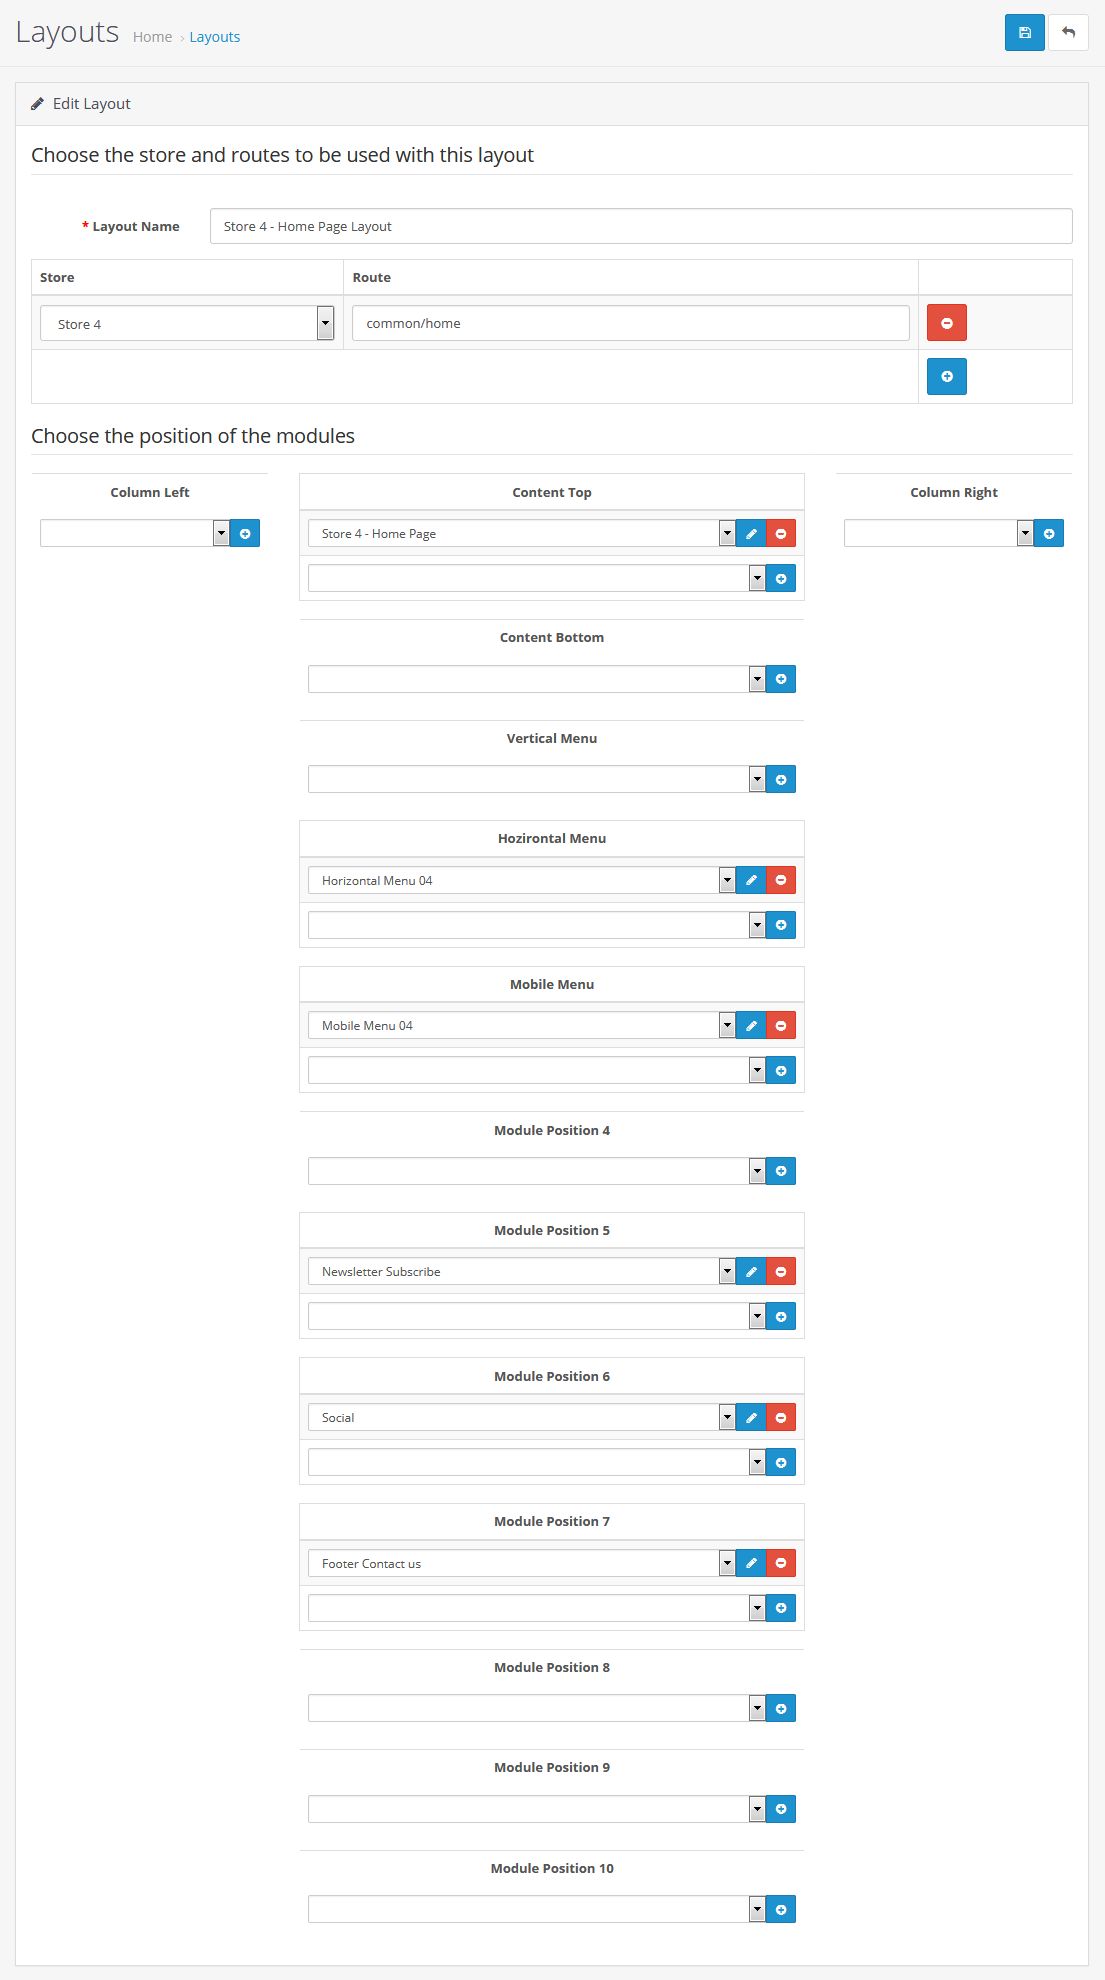 Layouts Home › Layouts
Edit Layout
Choose the store and routes to be used with this layout
* Layout Name Store 4 - Home Page Layout
Store Route
Store 4 common/home
Choose the position of the modules
Column Left Content Top Column Right
Store 4 - Home Page
Content Bottom
Vertical Menu
Hozirontal Menu
Horizontal Menu 04
Mobile Menu
Mobile Menu 04
Module Position 4
Module Position 5
Newsletter Subscribe
Module Position 6
Social
Module Position 7
Footer Contact us
Module Position 8
Module Position 9
Module Position 10